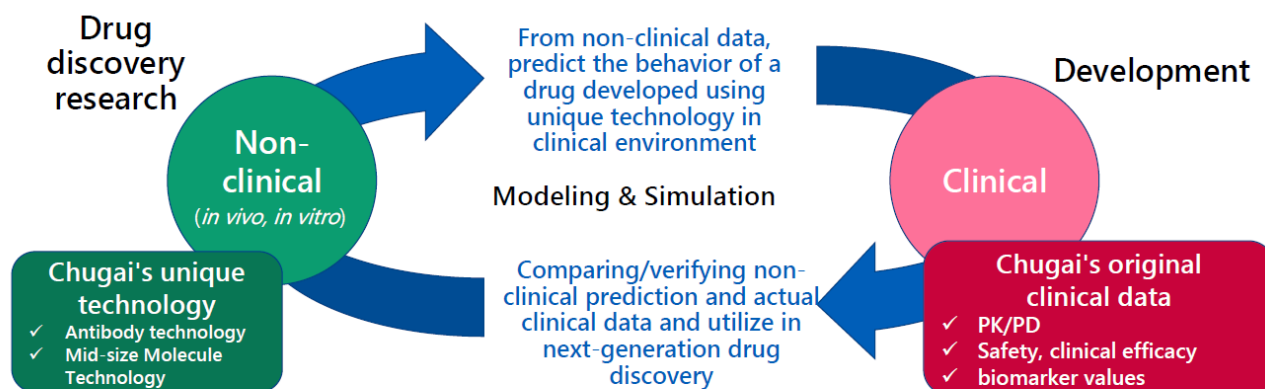 Drug
discovery
research
From non-clinical data,
predict the behavior of a
drug developed using
unique technology in
clinical environment
Development
Non-
clinical
(in vivo, in vitro)
Modeling & Simulation
Clinical
Chugai's unique
technology
✓ Antibody technology
✓ Mid-size Molecule
Technology
Comparing/verifying non-
clinical prediction and actual
clinical data and utilize in
next-generation drug
discovery
Chugai's original
clinical data
✓ PK/PD
✓ Safety, clinical efficacy
✓ biomarker values